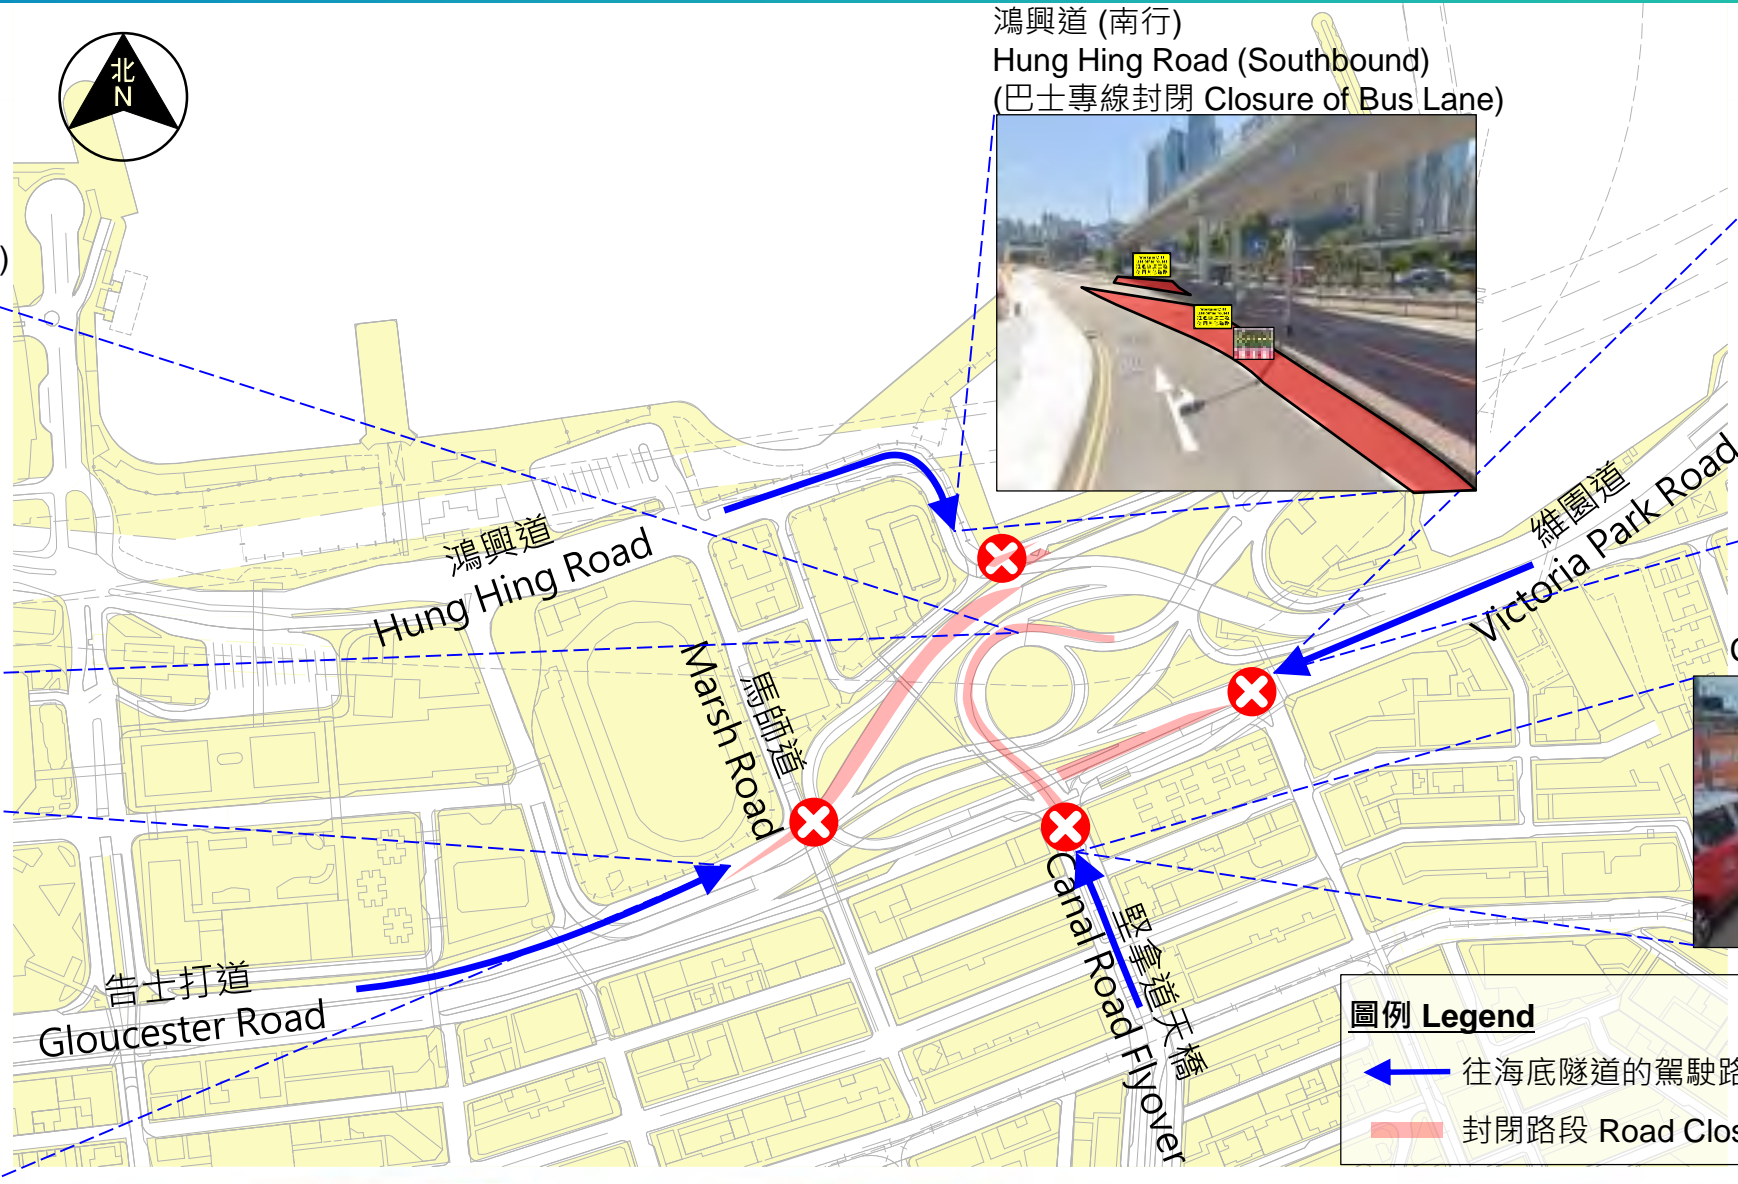 鴻興道 (南行)
Hung Hing Road (Southbound)
(巴士專線封閉 Closure of Bus Lane)
北
N
)
鴻興道
Hung Hing Road
維園道
Victoria Park Road
馬師道
Marsh Road
堅拿道天橋
Canal Road Flyover
告士打道
Gloucester Road
圖例 Legend
往海底隧道的駕駛路
封閉路段 Road Clos